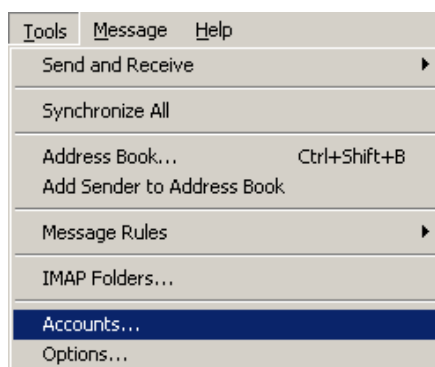 Tools Message Help
Send and Receive
Synchronize All
Address Book... Ctrl+Shift+B
Add Sender to Address Book
Message Rules
IMAP Folders...
Accounts...
Options...